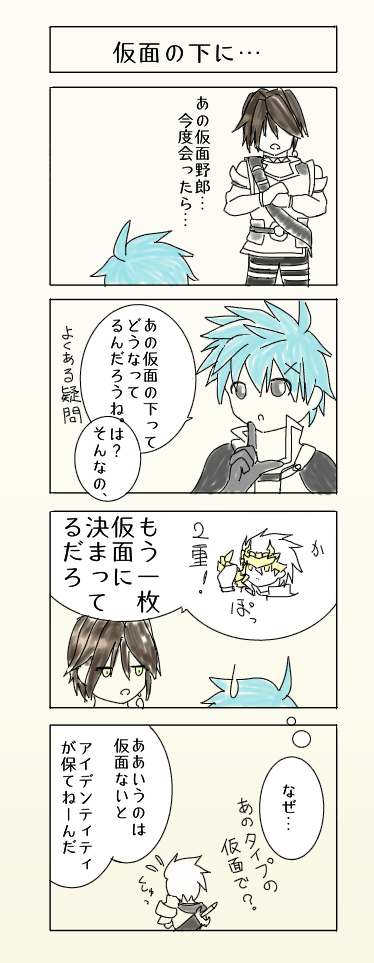 仮面の下に…
あの仮面野郎…
今度会ったら…
あの仮面の下って
どうなって
るんだろうね。
は?
そんなの、
よくある疑問
もう一枚
仮面に
決まって
るだろ
2重!
か
ぽっ
なぜ…
あのタイプの
仮面で?。
ああいうのは
仮面ないと
アイデンティティ
が保てねーんだ
くしゅっ